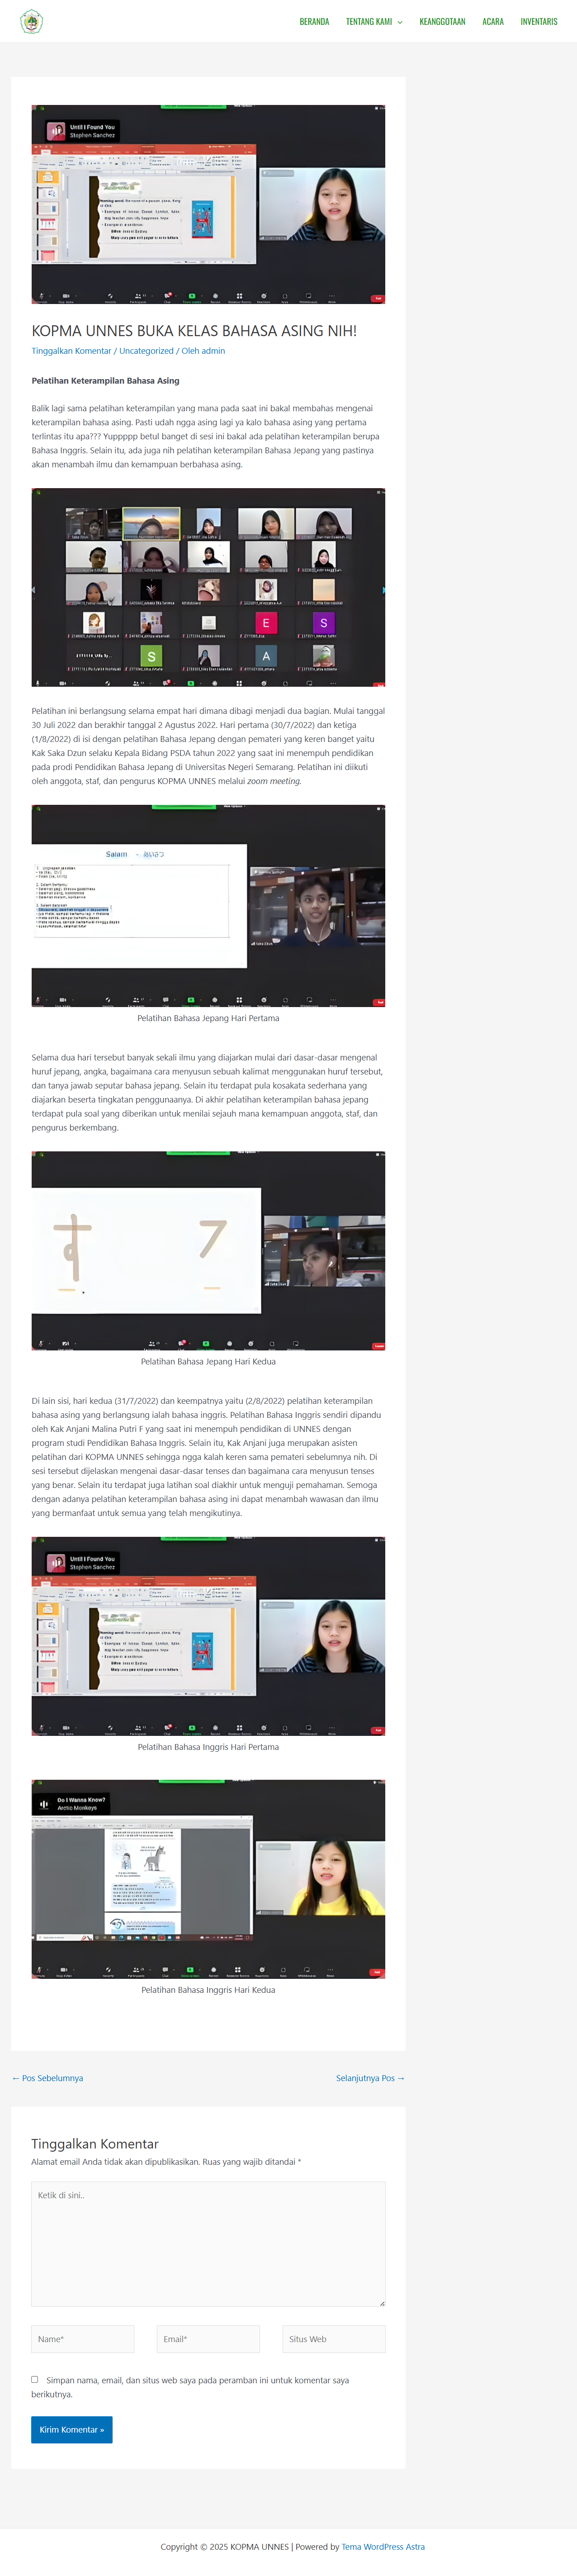 BERANDA
TENTANG KAMI
KEANGGOTAAN
ACARA
INVENTARIS
Until I Found You
Stephen Sanchez
KOPMA UNNES BUKA KELAS BAHASA ASING NIH!
Tinggalkan Komentar / Uncategorized / Oleh admin
Pelatihan Keterampilan Bahasa Asing
Balik lagi sama pelatihan keterampilan yang mana pada saat ini bakal membahas mengenai
keterampilan bahasa asing. Pasti udah ngga asing lagi ya kalo bahasa asing yang pertama
terlintas itu apa??? Yuppppp betul banget di sesi ini bakal ada pelatihan keterampilan berupa
Bahasa Inggris. Selain itu, ada juga nih pelatihan keterampilan Bahasa Jepang yang pastinya
akan menambah ilmu dan kemampuan berbahasa asing.
E
S
S
A
Pelatihan ini berlangsung selama empat hari dimana dibagi menjadi dua bagian. Mulai tanggal
30 Juli 2022 dan berakhir tanggal 2 Agustus 2022. Hari pertama (30/7/2022) dan ketiga
(1/8/2022) di isi dengan pelatihan Bahasa Jepang dengan pemateri yang keren banget yaitu
Kak Saka Dzun selaku Kepala Bidang PSDA tahun 2022 yang saat ini menempuh pendidikan
pada prodi Pendidikan Bahasa Jepang di Universitas Negeri Semarang. Pelatihan ini diikuti
oleh anggota, staf, dan pengurus KOPMA UNNES melalui zoom meeting.
Salam
Pelatihan Bahasa Jepang Hari Pertama
Selama dua hari tersebut banyak sekali ilmu yang diajarkan mulai dari dasar-dasar mengenal
huruf jepang, angka, bagaimana cara menyusun sebuah kalimat menggunakan huruf tersebut,
dan tanya jawab seputar bahasa jepang. Selain itu terdapat pula kosakata sederhana yang
diajarkan beserta tingkatan penggunaanya. Di akhir pelatihan keterampilan bahasa jepang
terdapat pula soal yang diberikan untuk menilai sejauh mana kemampuan anggota, staf, dan
pengurus berkembang.
Pelatihan Bahasa Jepang Hari Kedua
Di lain sisi, hari kedua (31/7/2022) dan keempatnya yaitu (2/8/2022) pelatihan keterampilan
bahasa asing yang berlangsung ialah bahasa inggris. Pelatihan Bahasa Inggris sendiri dipandu
oleh Kak Anjani Malina Putri F yang saat ini menempuh pendidikan di UNNES dengan
program studi Pendidikan Bahasa Inggris. Selain itu, Kak Anjani juga merupakan asisten
pelatihan dari KOPMA UNNES sehingga ngga kalah keren sama pemateri sebelumnya nih. Di
sesi tersebut dijelaskan mengenai dasar-dasar tenses dan bagaimana cara menyusun tenses
yang benar. Selain itu terdapat juga latihan soal diakhir untuk menguji pemahaman. Semoga
dengan adanya pelatihan keterampilan bahasa asing ini dapat menambah wawasan dan ilmu
yang bermanfaat untuk semua yang telah mengikutinya.
Until I Found You
Stephen Sanchez
Pelatihan Bahasa Inggris Hari Pertama
Do I Wanna Know?
Arctic Monkeys
Pelatihan Bahasa Inggris Hari Kedua
← Pos Sebelumnya
Selanjutnya Pos →
Tinggalkan Komentar
Alamat email Anda tidak akan dipublikasikan. Ruas yang wajib ditandai *
Ketik di sini..
Name*
Email*
Situs Web
Simpan nama, email, dan situs web saya pada peramban ini untuk komentar saya
berikutnya.
Kirim Komentar »
Copyright © 2025 KOPMA UNNES | Powered by Tema WordPress Astra